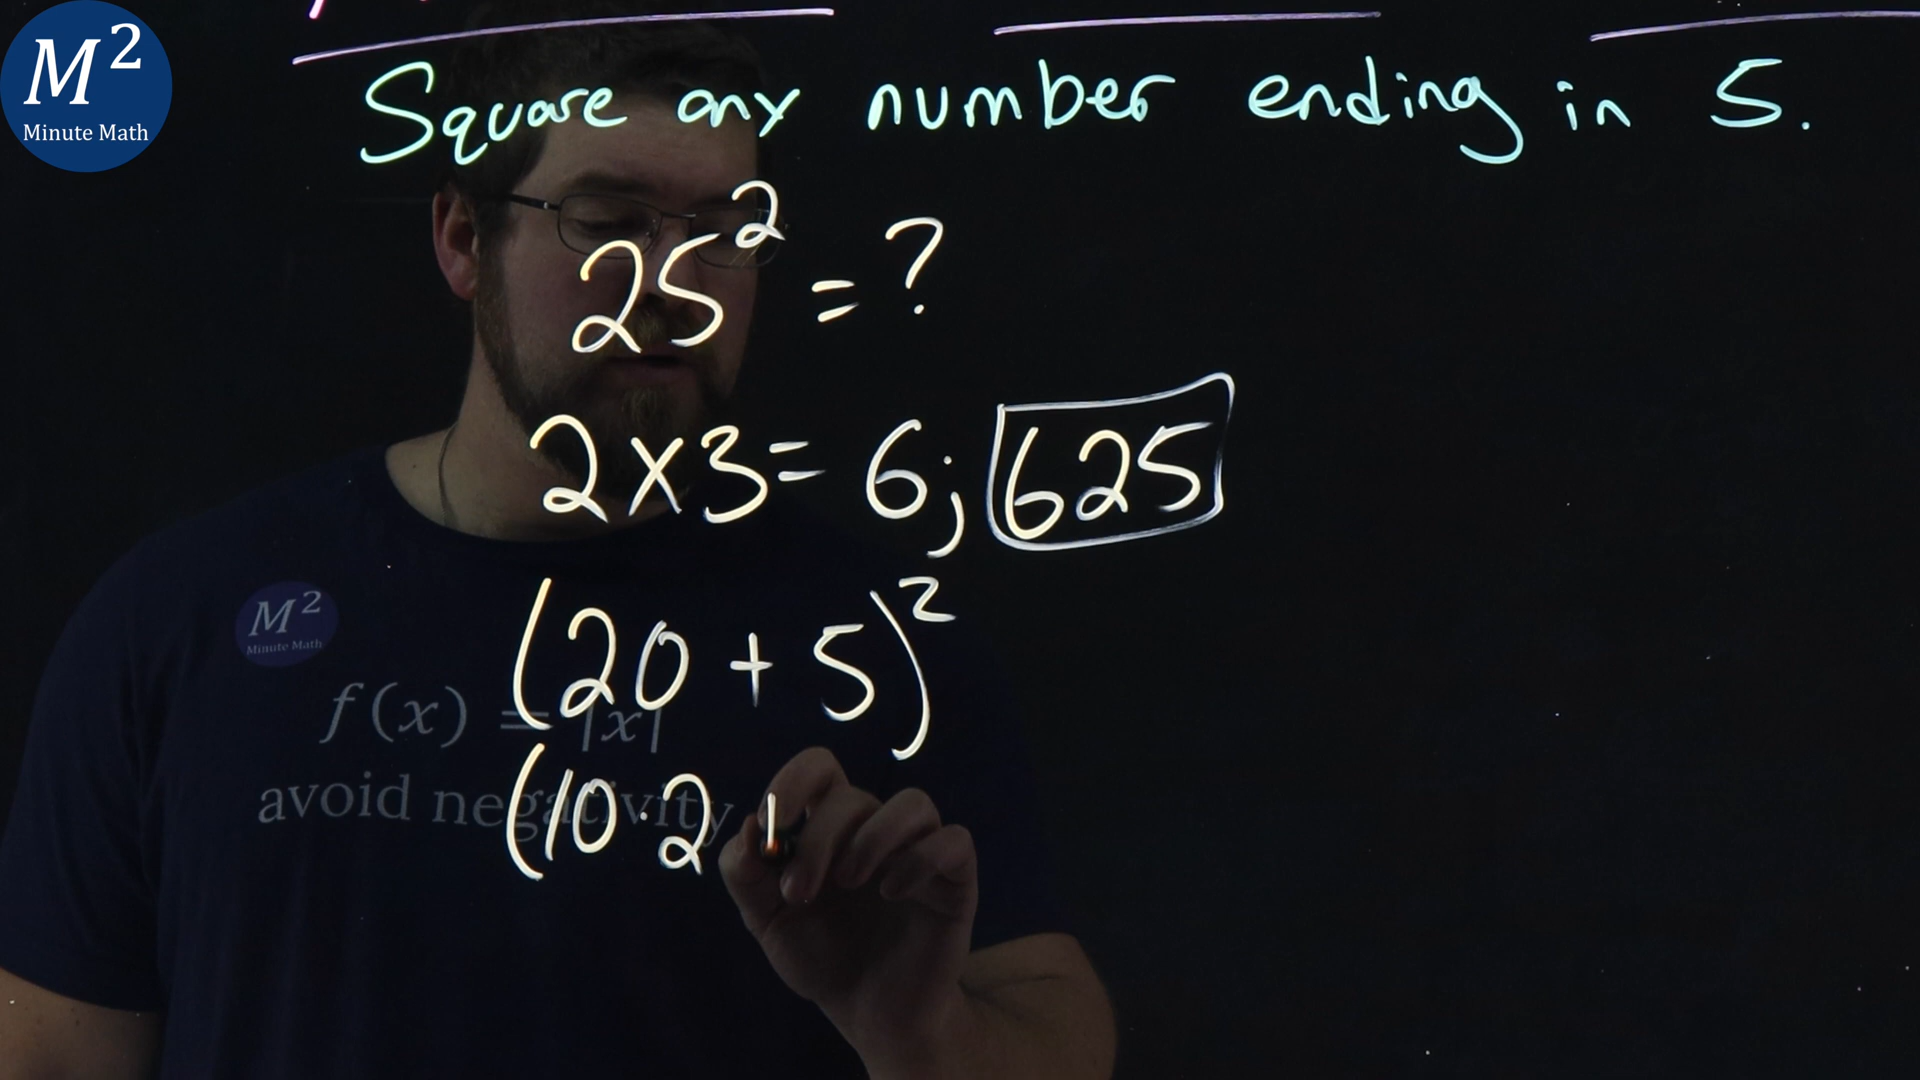 M²
Minute Math
Square any number ending in 5.
25² = ?
2×3= 6; 625
(20 + 5)²
M²
Minute Math
f(x) = |x|
(10·2
avoid negativity